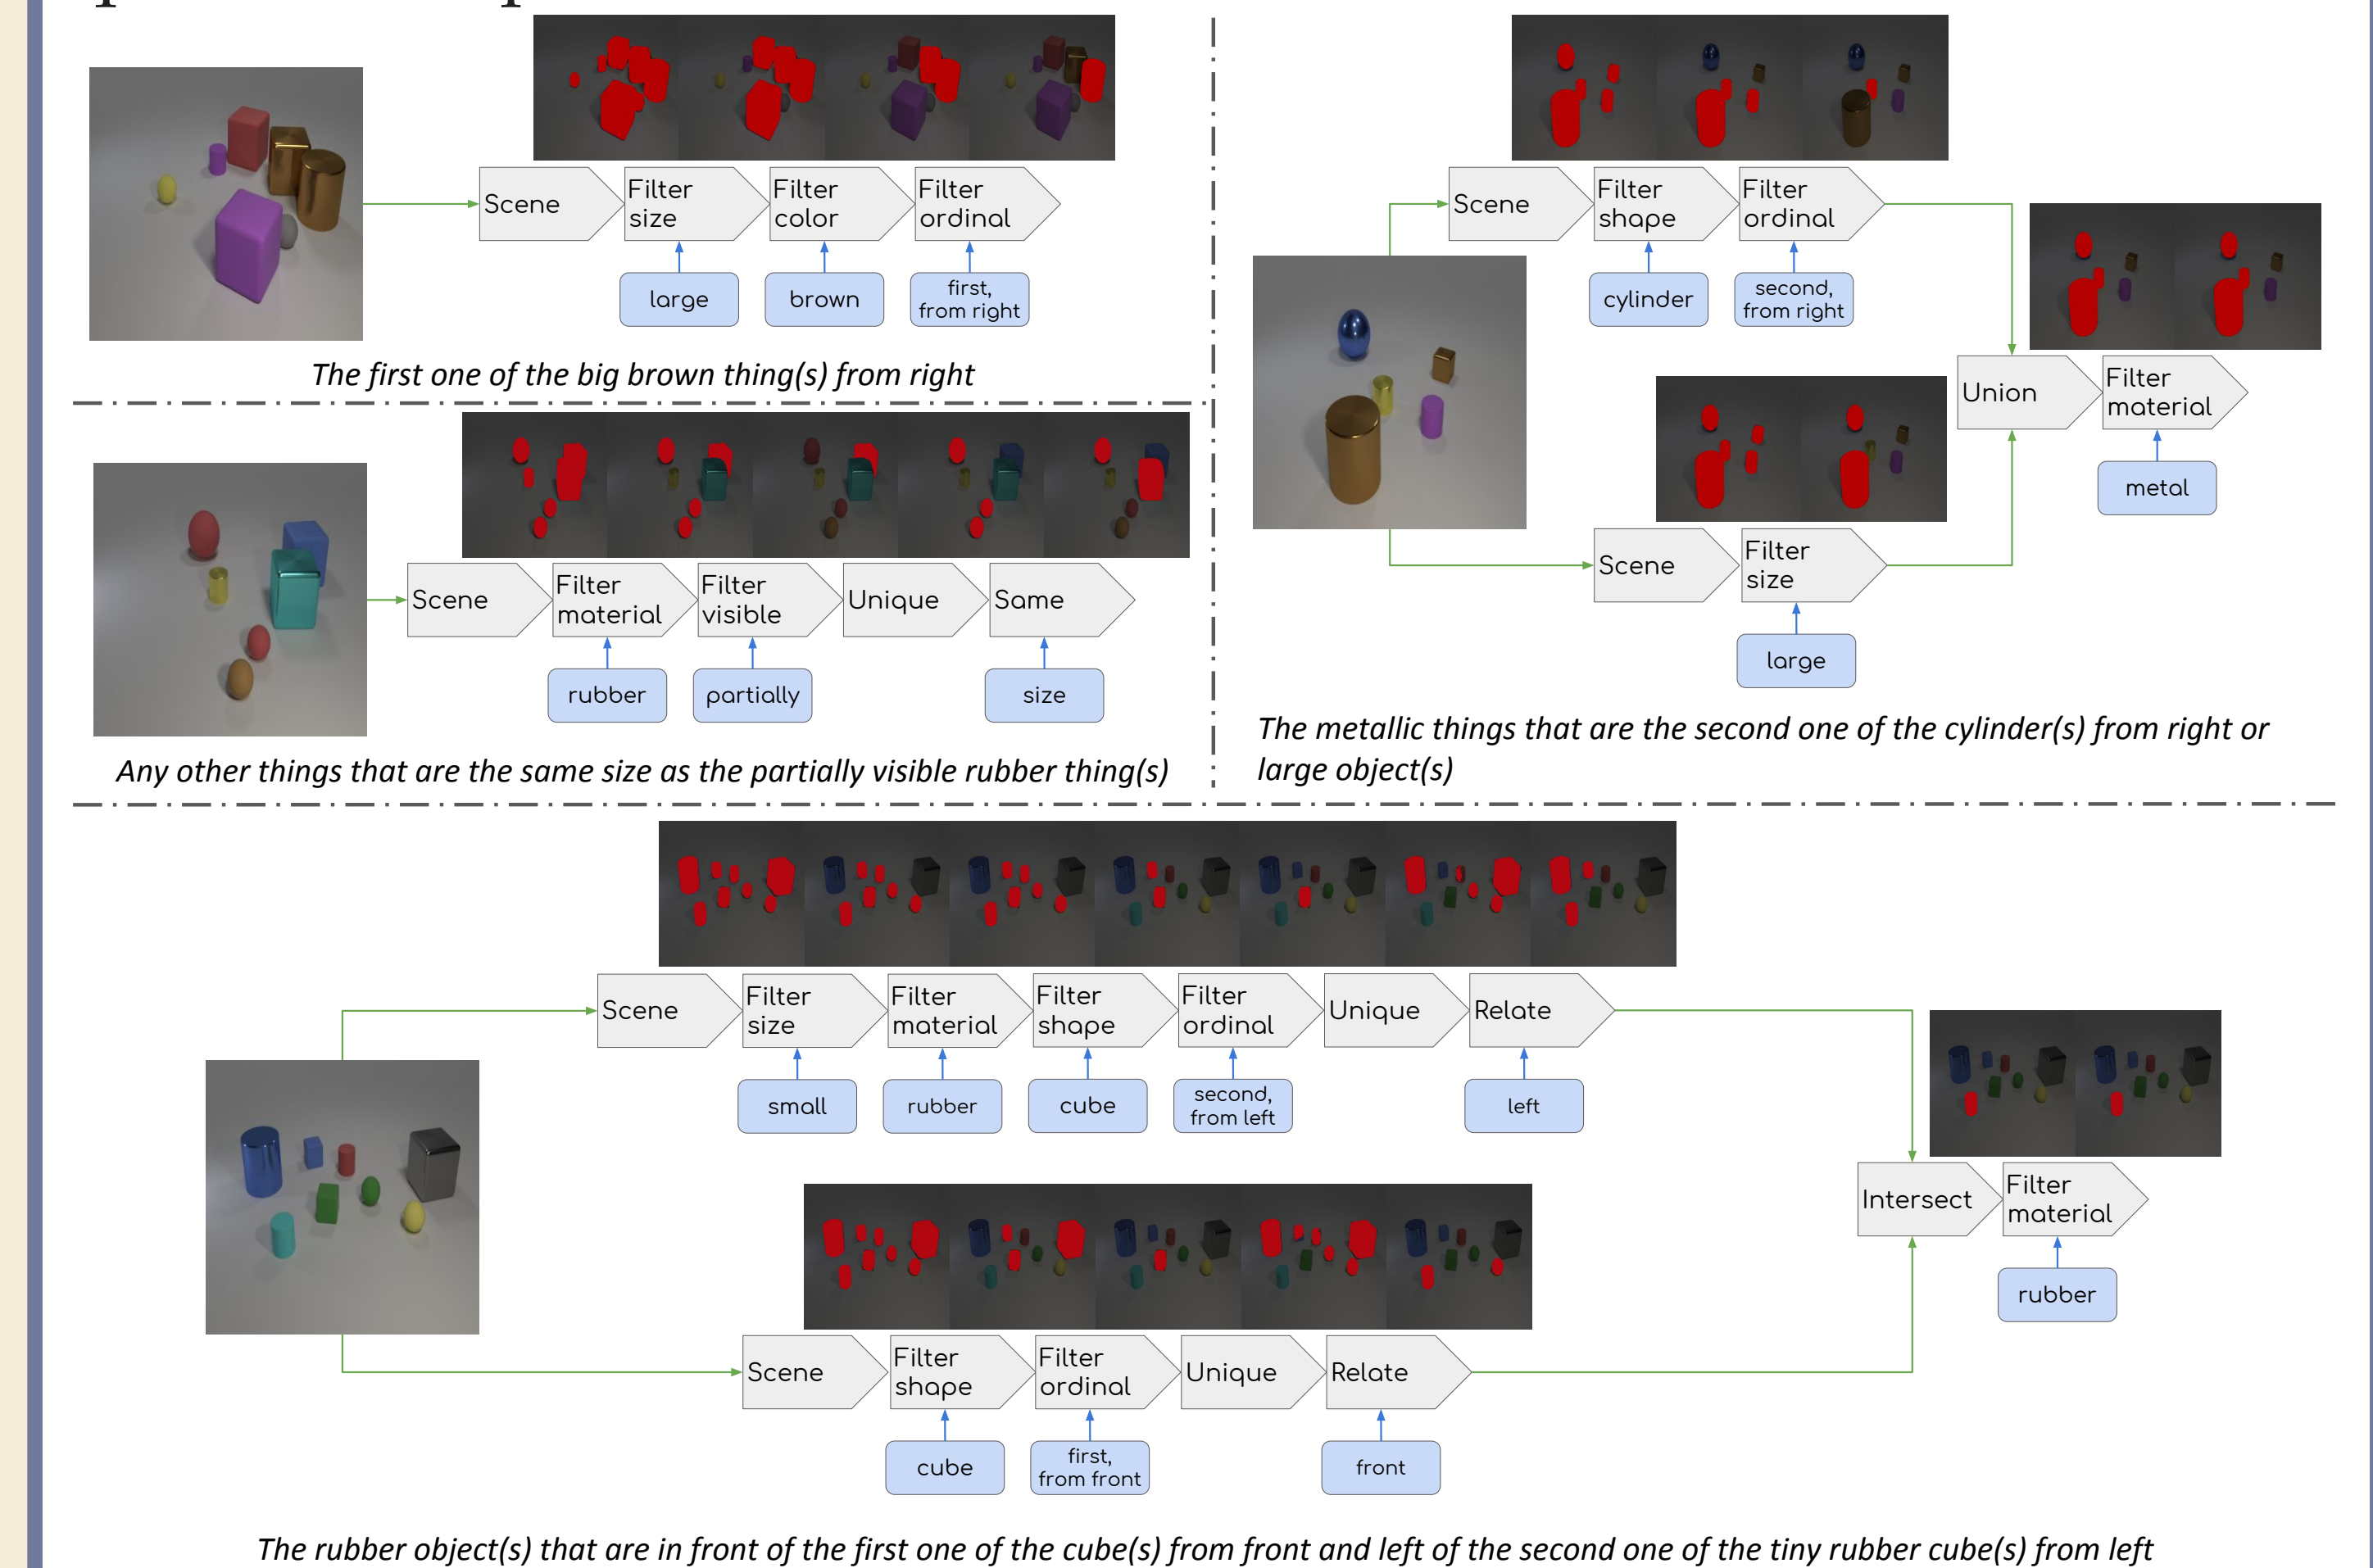 Scene
Filter
size
Filter
color
Filter
ordinal
large
brown
first,
from right
The first one of the big brown thing(s) from right
Scene
Filter
material
Filter
visible
Unique
Same
rubber
partially
size
Any other things that are the same size as the partially visible rubber thing(s)
Scene
Filter
shape
Filter
ordinal
cylinder
second,
from right
Union
Filter
material
metal
Scene
Filter
size
large
The metallic things that are the second one of the cylinder(s) from right or
large object(s)
Scene
Filter
size
Filter
material
Filter
shape
Filter
ordinal
Unique
Relate
small
rubber
cube
second,
from left
left
Intersect
Filter
material
rubber
Scene
Filter
shape
Filter
ordinal
Unique
Relate
cube
first,
from front
front
The rubber object(s) that are in front of the first one of the cube(s) from front and left of the second one of the tiny rubber cube(s) from left